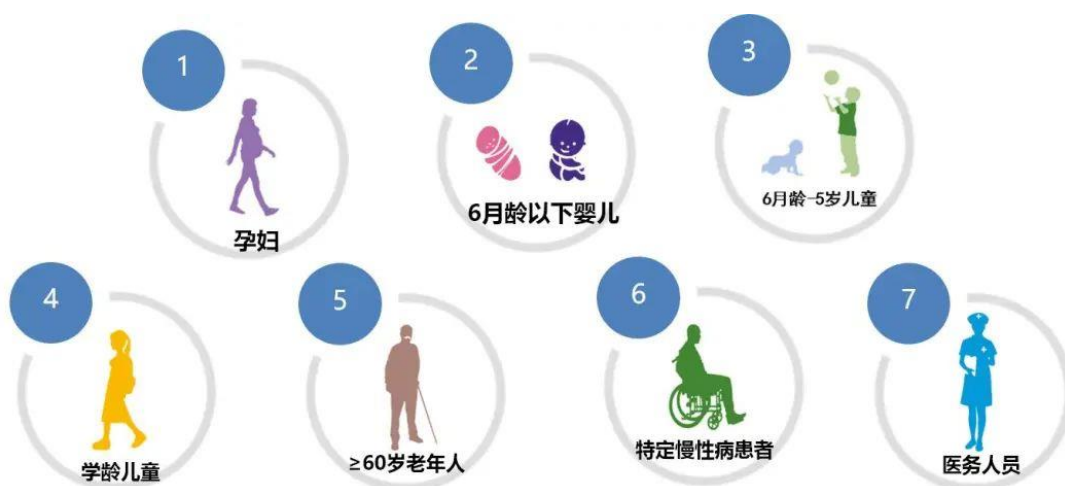 1
孕妇
2
6月龄以下婴儿
3
6月龄-5岁儿童
4
学龄儿童
5
≥60岁老年人
6
特定慢性病患者
7
医务人员